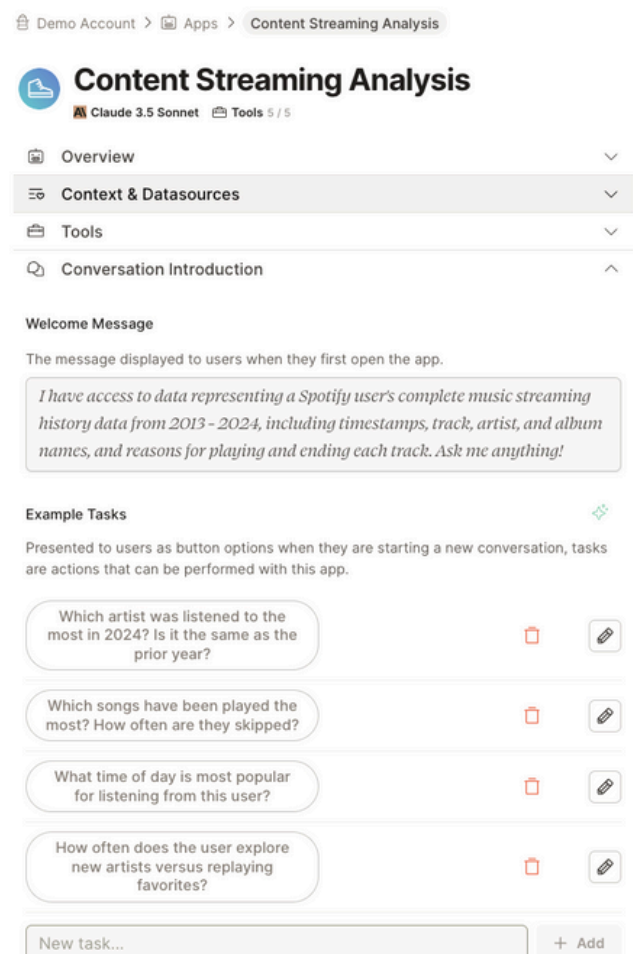 Demo Account > Apps > Content Streaming Analysis
Content Streaming Analysis
Claude 3.5 Sonnet Tools 5 / 5
Overview
Context & Datasources
Tools
Conversation Introduction
Welcome Message
The message displayed to users when they first open the app.
I have access to data representing a Spotify user's complete music streaming
history data from 2013 - 2024, including timestamps, track, artist, and album
names, and reasons for playing and ending each track. Ask me anything!
Example Tasks
Presented to users as button options when they are starting a new conversation, tasks
are actions that can be performed with this app.
Which artist was listened to the
most in 2024? Is it the same as the
prior year?
Which songs have been played the
most? How often are they skipped?
What time of day is most popular
for listening from this user?
How often does the user explore
new artists versus replaying
favorites?
New task...
+ Add